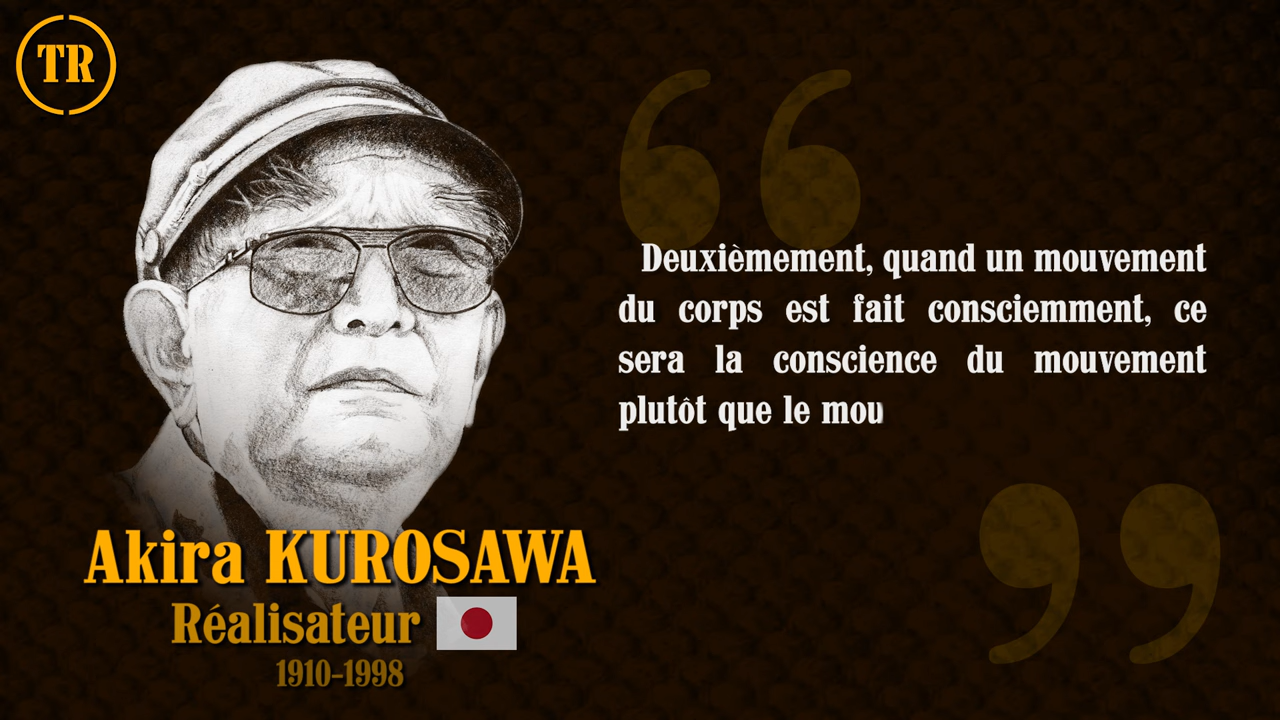 TR
Deuxièmement, quand un mouvement
du corps est fait consciemment, ce
sera la conscience du mouvement
plutôt que le mou
Akira KUROSAWA
Réalisateur
1910-1998